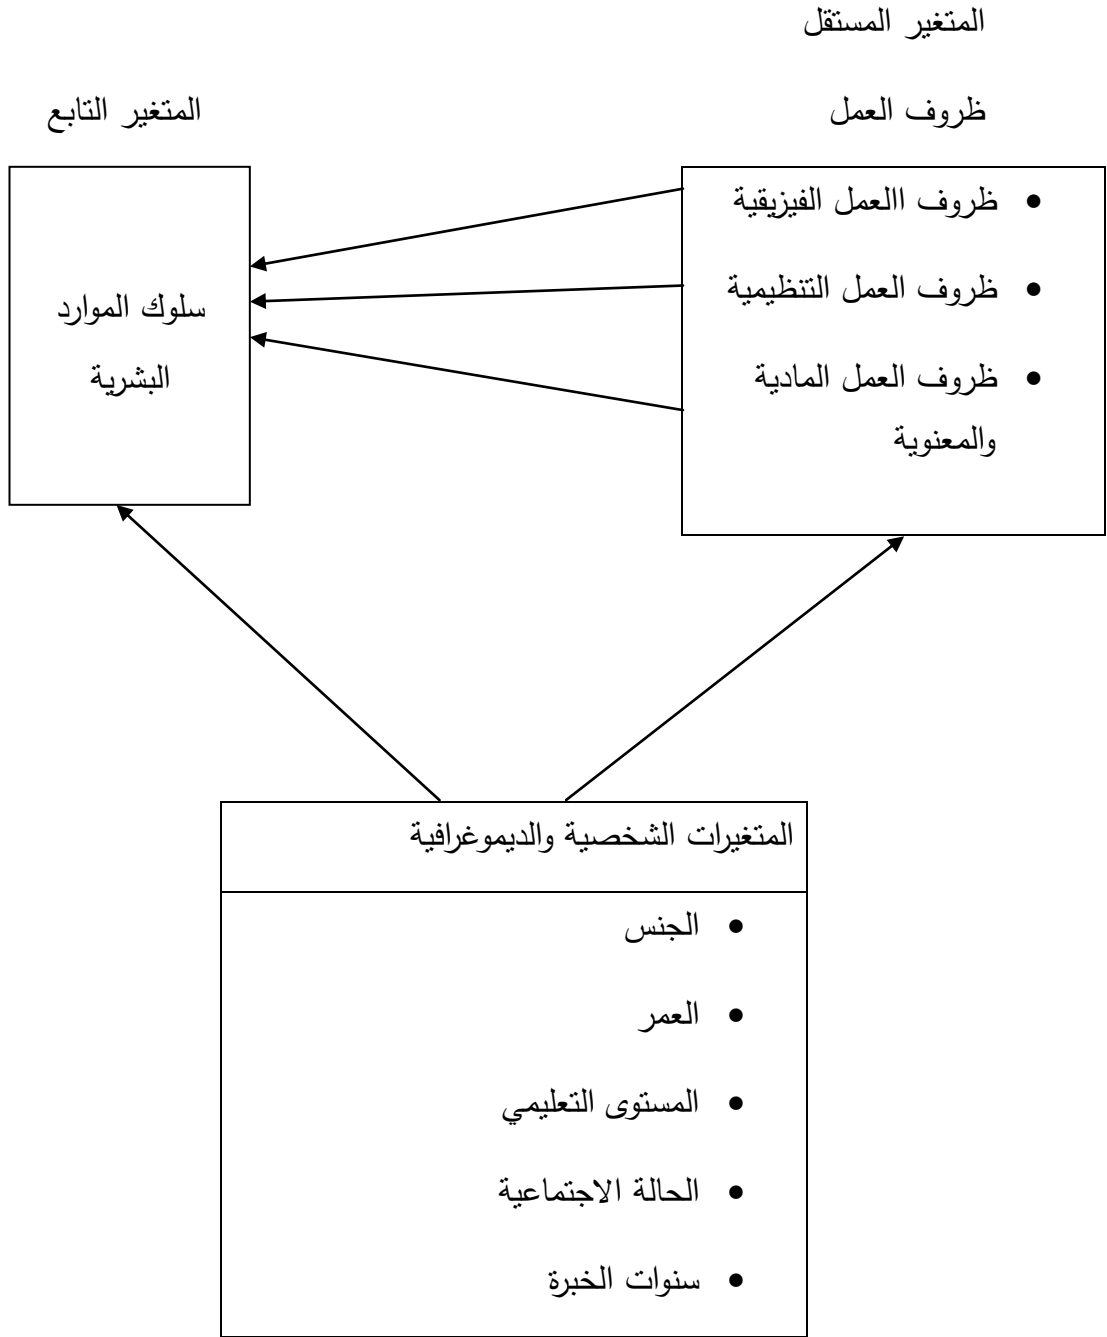 المتغير المستقل
ظروف العمل
المتغير التابع
• ظروف االعمل الفيزيقية
• ظروف العمل التنظيمية
• ظروف العمل المادية
والمعنوية
سلوك الموارد
البشرية
المتغيرات الشخصية والديموغرافية
• الجنس
• العمر
• المستوى التعليمي
• الحالة الاجتماعية
• سنوات الخبرة